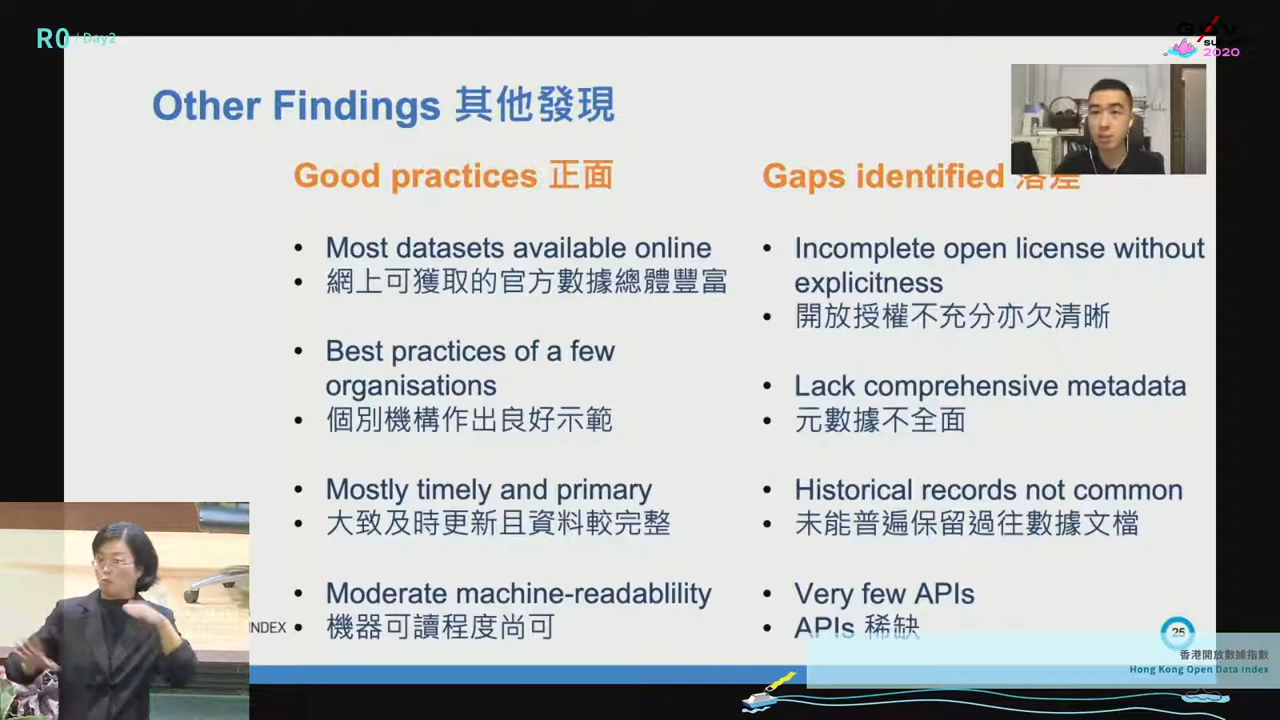 R0 / Day2
2020
Other Findings 其他發現
Good practices 正面
• Most datasets available online
• 網上可獲取的官方數據總體豐富
• Best practices of a few
organisations
• 個別機構作出良好示範
• Mostly timely and primary
• 大致及時更新且資料較完整
• Moderate machine-readablility
• 機器可讀程度尚可
Gaps identified 落差
• Incomplete open license without
explicitness
• 開放授權不充分亦欠清晰
• Lack comprehensive metadata
• 元數據不全面
• Historical records not common
• 未能普遍保留過往數據文檔
• Very few APIs
• APIs 稀缺
INDEX
25
香港開放數據指數
Hong Kong Open Data Index